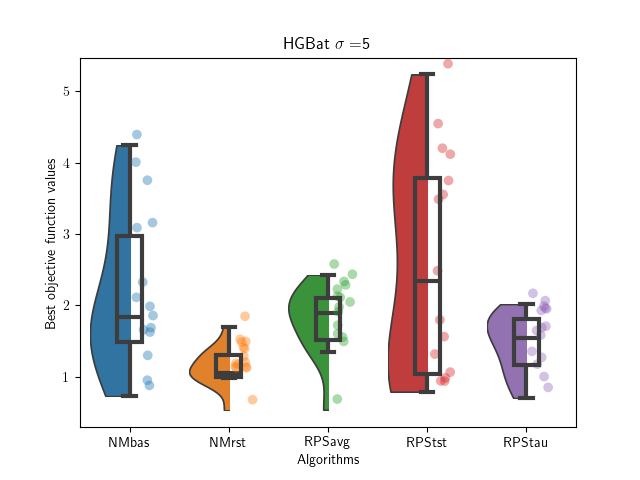 HGBat σ =5
Best objective function values
5
4
3
2
1
NMbas NMrst RPSavg RPStst RPStau
Algorithms